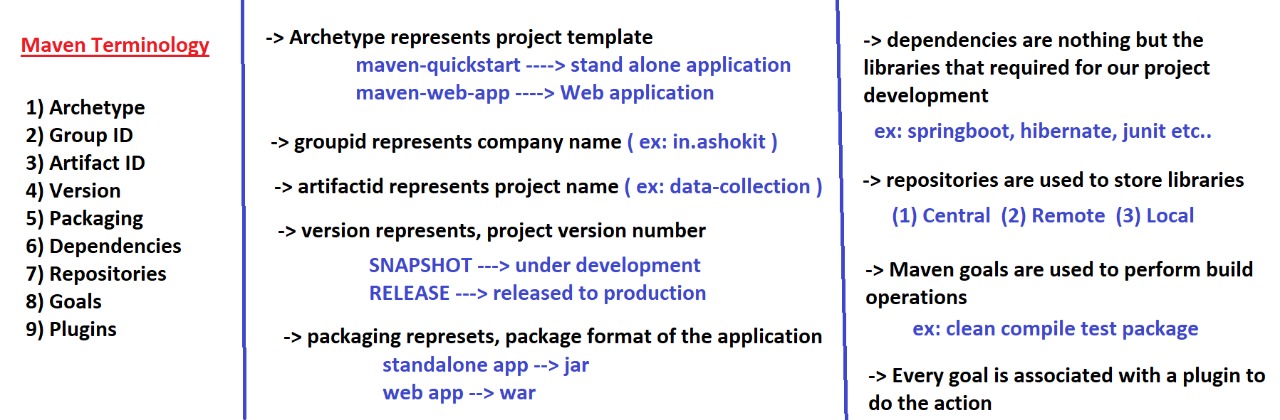 Maven Terminology
1) Archetype
2) Group ID
3) Artifact ID
4) Version
5) Packaging
6) Dependencies
7) Repositories
8) Goals
9) Plugins
-> Archetype represents project template
maven-quickstart ----> stand alone application
maven-web-app ----> Web application
-> groupid represents company name ( ex: in.ashokit )
-> artifactid represents project name ( ex: data-collection )
-> version represents, project version number
SNAPSHOT ---> under development
RELEASE ---> released to production
-> packaging represets, package format of the application
standalone app --> jar
web app --> war
-> dependencies are nothing but the
libraries that required for our project
development
ex: springboot, hibernate, junit etc..
-> repositories are used to store libraries
(1) Central (2) Remote (3) Local
-> Maven goals are used to perform build
operations
ex: clean compile test package
-> Every goal is associated with a plugin to
do the action